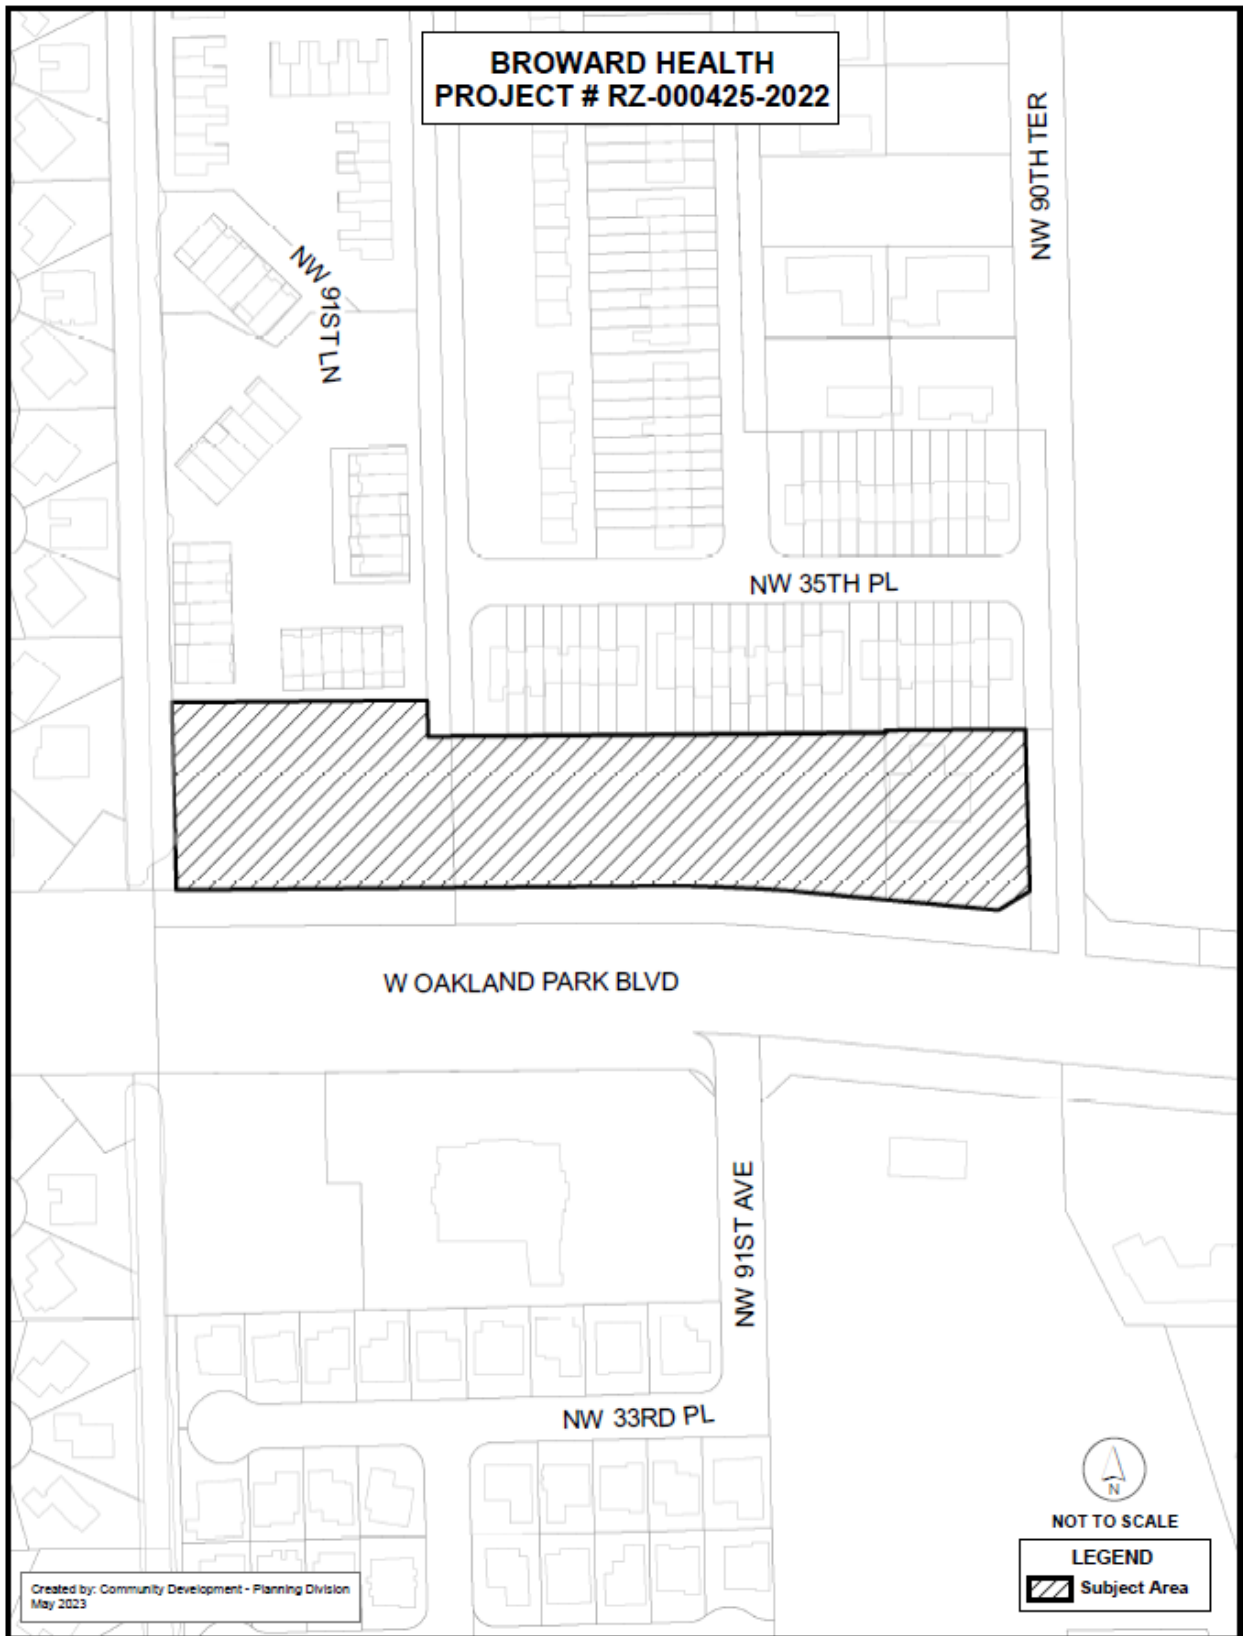 BROWARD HEALTH
PROJECT # RZ-000425-2022
NW 90TH TER
NW 91ST LN
NW 35TH PL
W OAKLAND PARK BLVD
NW 91ST AVE
NW 33RD PL
N
NOT TO SCALE
LEGEND
Subject Area
Created by: Community Development - Planning Division
May 2023